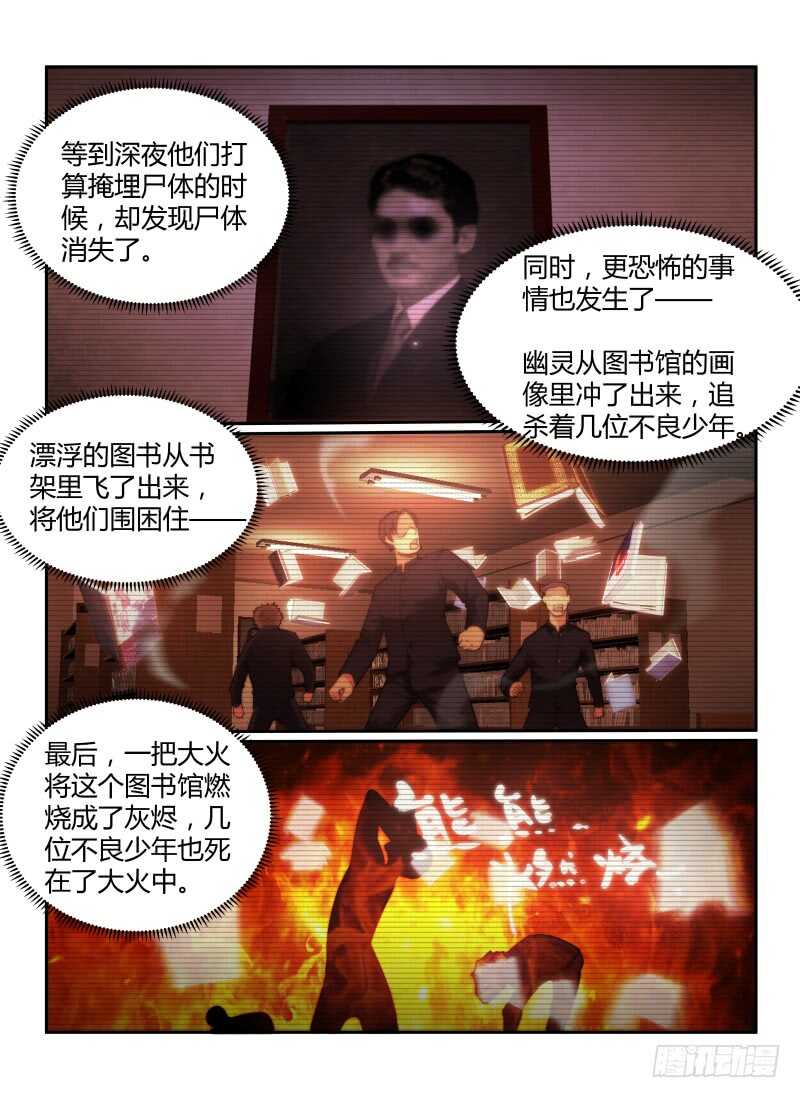 等到深夜他们打
算掩埋尸体的时
候，却发现尸体
消失了。
同时，更恐怖的事
情也发生了——
幽灵从图书馆的画
像里冲了出来，追
杀着几位不良少年。
漂浮的图书从书
架里飞了出来，
将他们围困住——
最后，一把大火
将这个图书馆燃
烧成了灰烬，几
位不良少年也死
在了大火中。
熊熊
燃烧
腾讯动漫